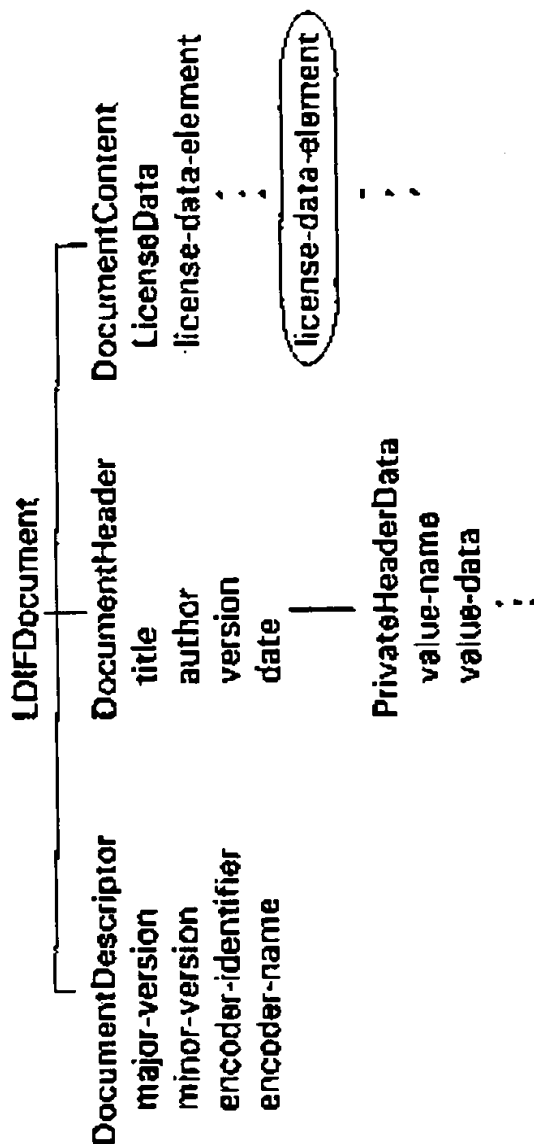 LDIFDocument
DocumentDescriptor
major-version
minor-version
encoder-identifier
encoder-name
DocumentHeader
title
author
version
date
PrivateHeaderData
value-name
value-data
DocumentContent
LicenseData
license-data-element
license-data-element